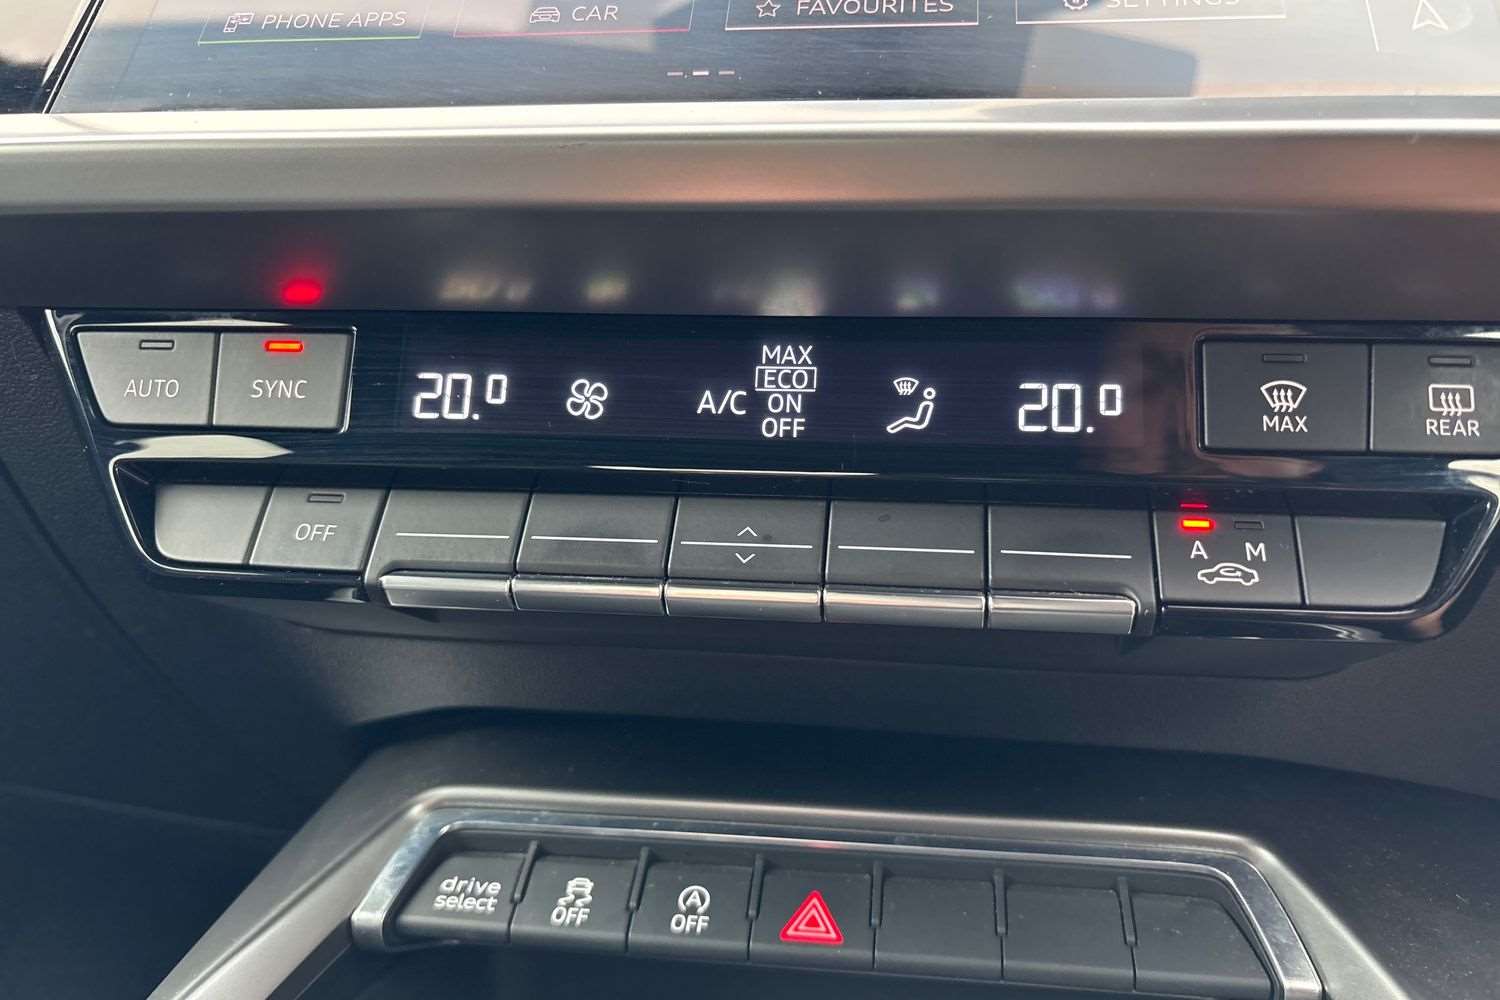 PHONE APPS
CAR
FAVOURITES
SETTINGS
AUTO
SYNC
20.0
A/C
MAX
ECO
ON
OFF
20.0
MAX
REAR
OFF
A M
drive
select
OFF
A
OFF